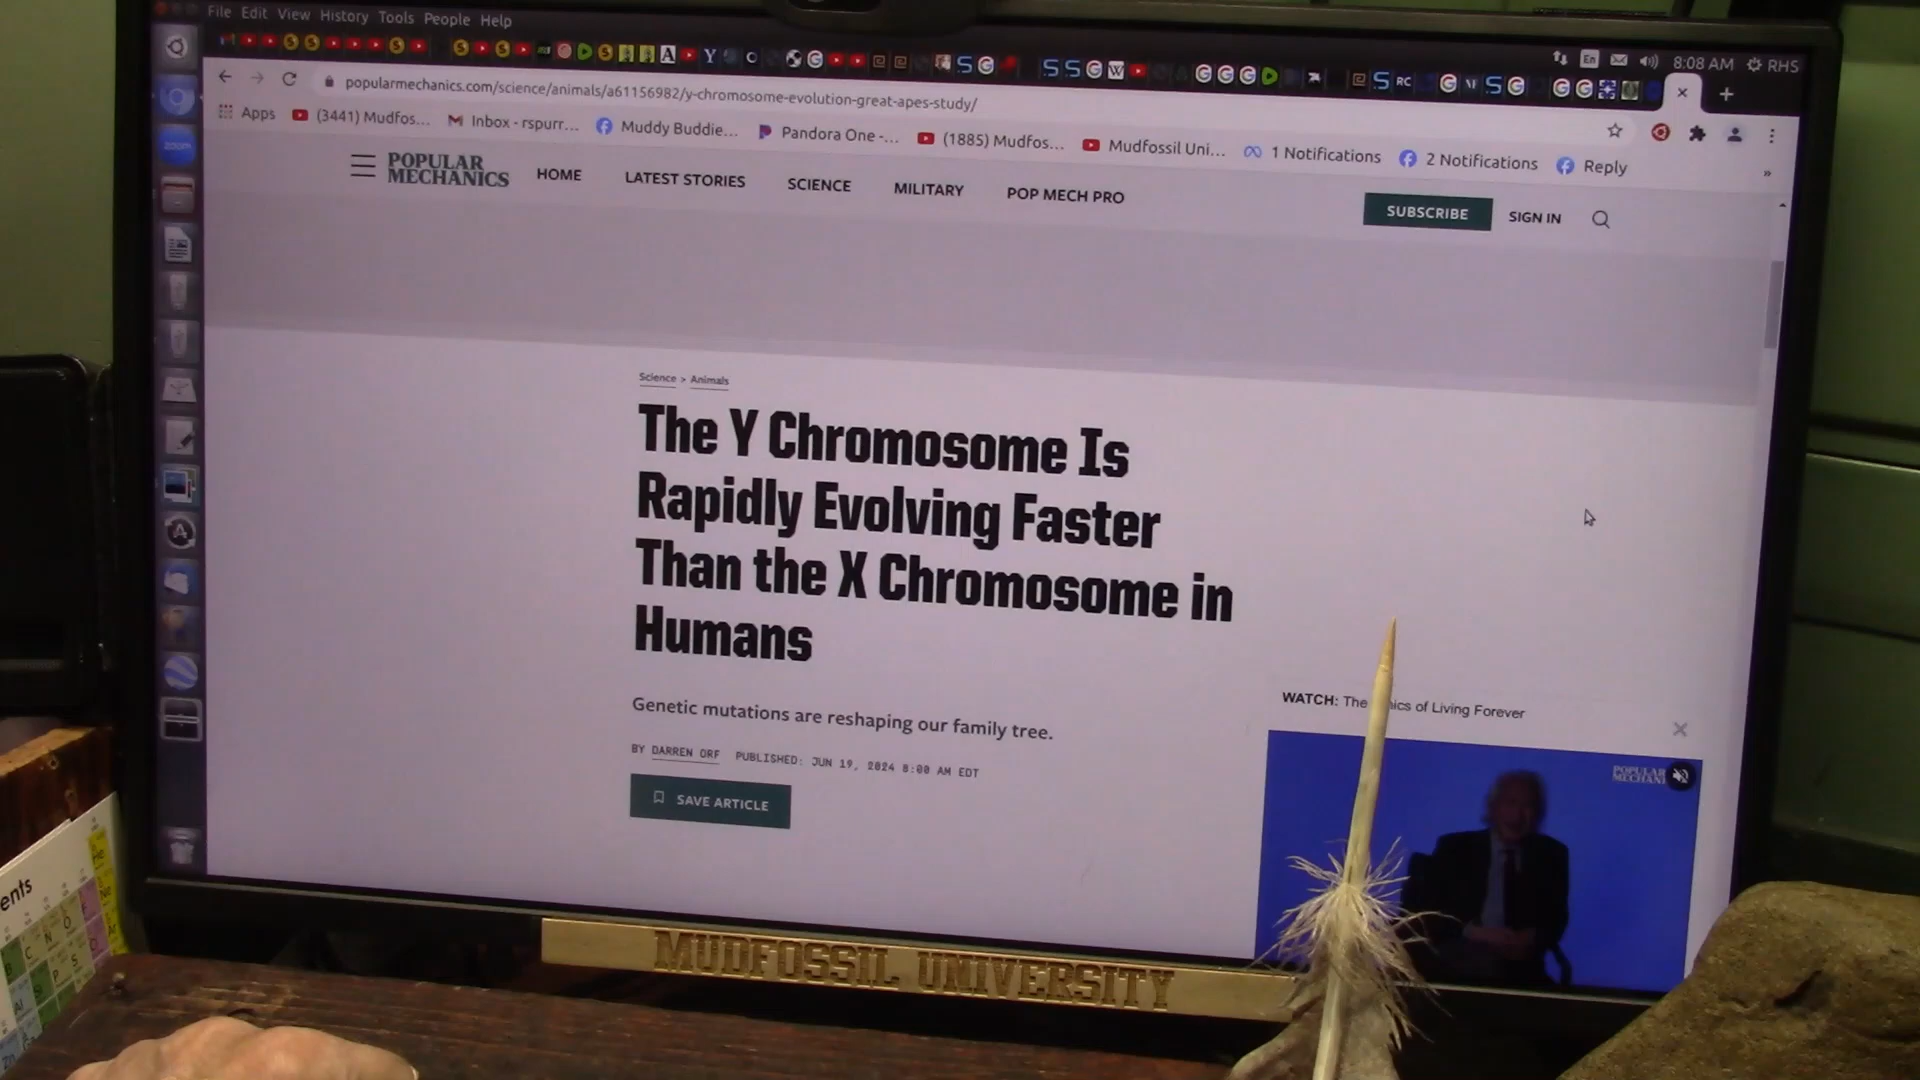 File Edit View History Tools People Help
8:08 AM RHS
popularmechanics.com/science/animals/a61156982/y-chromosome-evolution-great-apes-study/
Apps (3441) Mudfos... Inbox - rspurr... Muddy Buddie... Pandora One -... (1885) Mudfos... Mudfossil Uni... 1 Notifications 2 Notifications Reply
POPULAR
MECHANICS
HOME LATEST STORIES SCIENCE MILITARY POP MECH PRO
SUBSCRIBE SIGN IN
Science > Animals
The Y Chromosome Is
Rapidly Evolving Faster
Than the X Chromosome in
Humans
Genetic mutations are reshaping our family tree.
BY DARREN ORF PUBLISHED: JUN 19, 2024 8:00 AM EDT
SAVE ARTICLE
WATCH: The of Living Forever
POPULAR
zoom
MUDFOSSIL UNIVERSITY